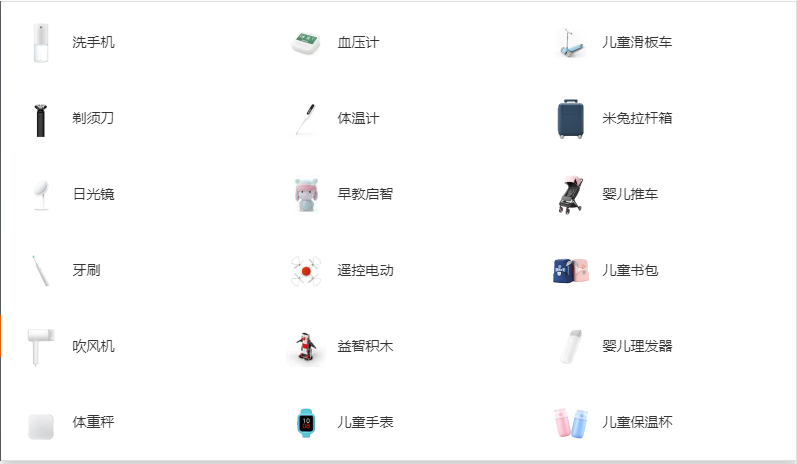 洗手机
血压计
儿童滑板车
剃须刀
体温计
米兔拉杆箱
日光镜
早教启智
婴儿推车
牙刷
遥控电动
儿童书包
吹风机
益智积木
婴儿理发器
体重秤
儿童手表
儿童保温杯